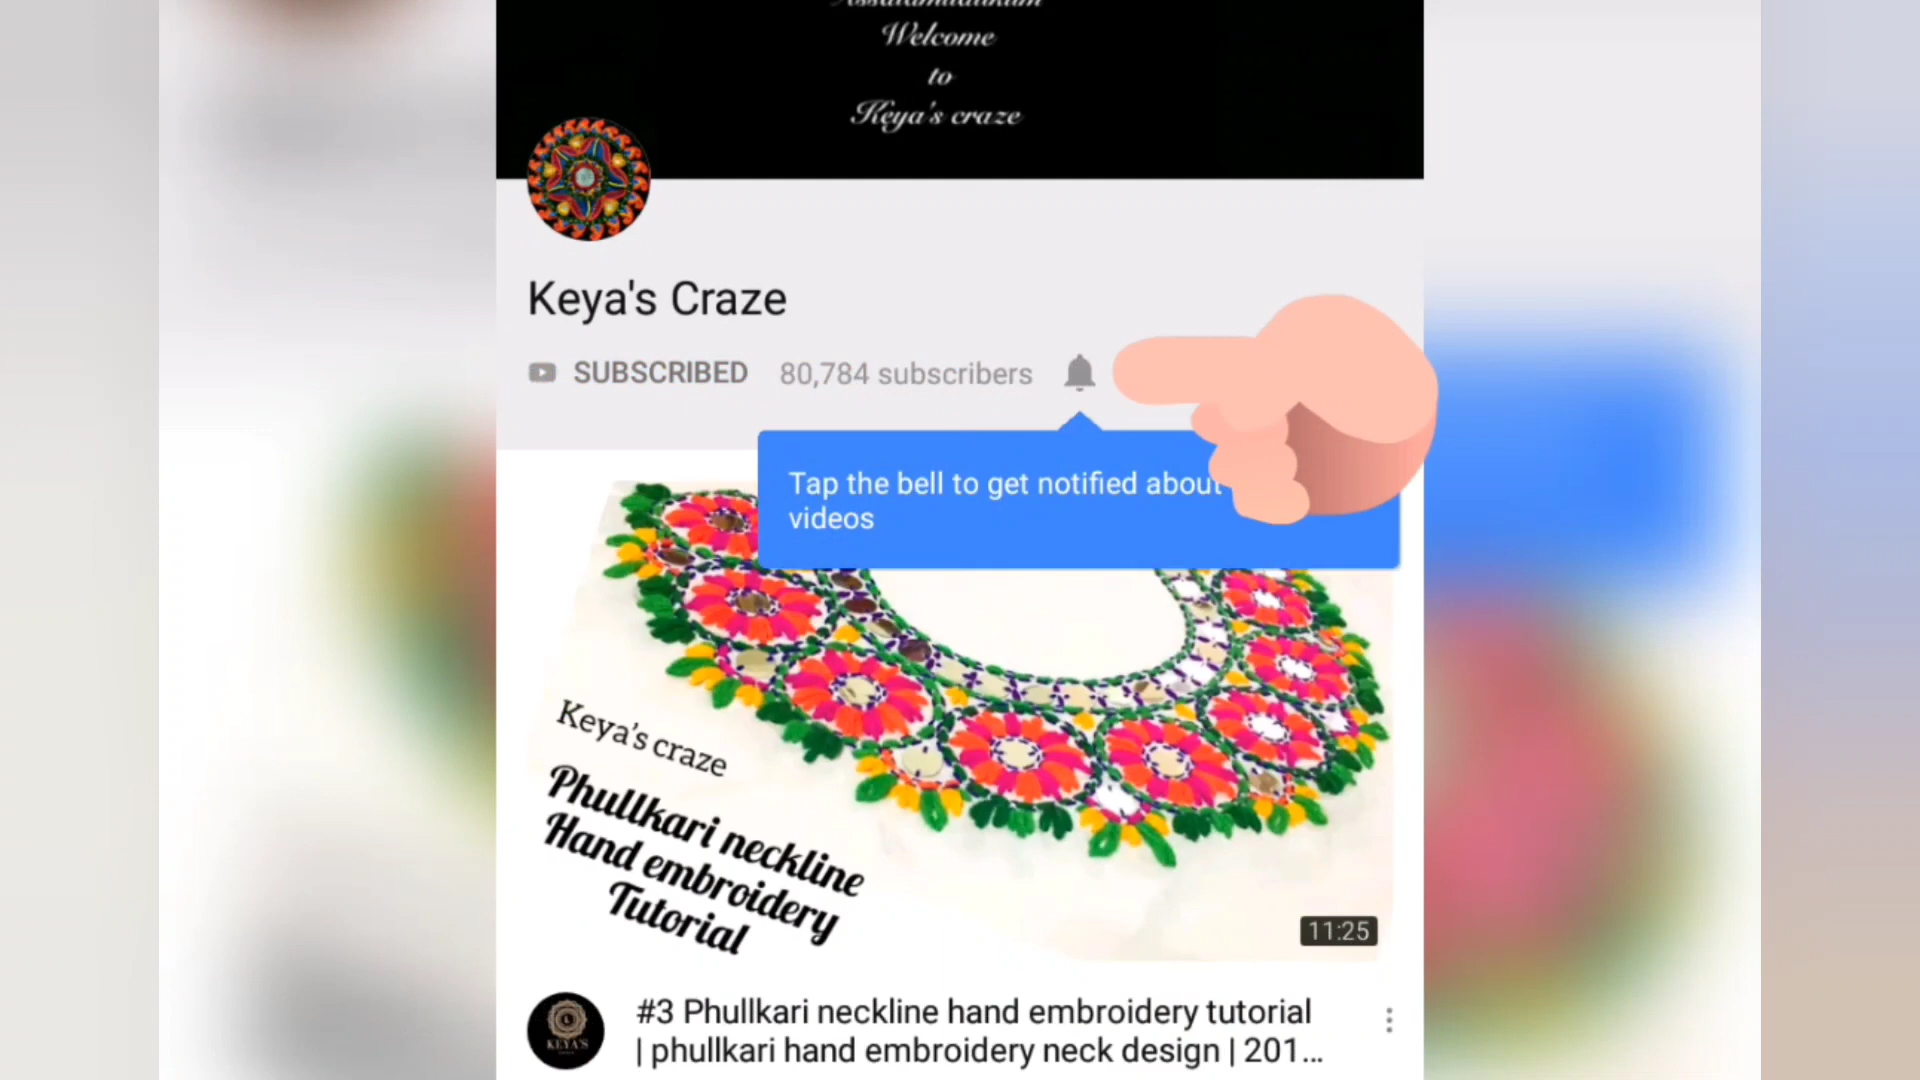 Assalamualikum
Welcome
to
Keya's craze
Keya's Craze
SUBSCRIBED 80,784 subscribers
Tap the bell to get notified about
videos
Keya's craze
Phullkari neckline
Hand embroidery
Tutorial
11:25
KEYA'S
#3 Phullkari neckline hand embroidery tutorial
| phullkari hand embroidery neck design | 201...